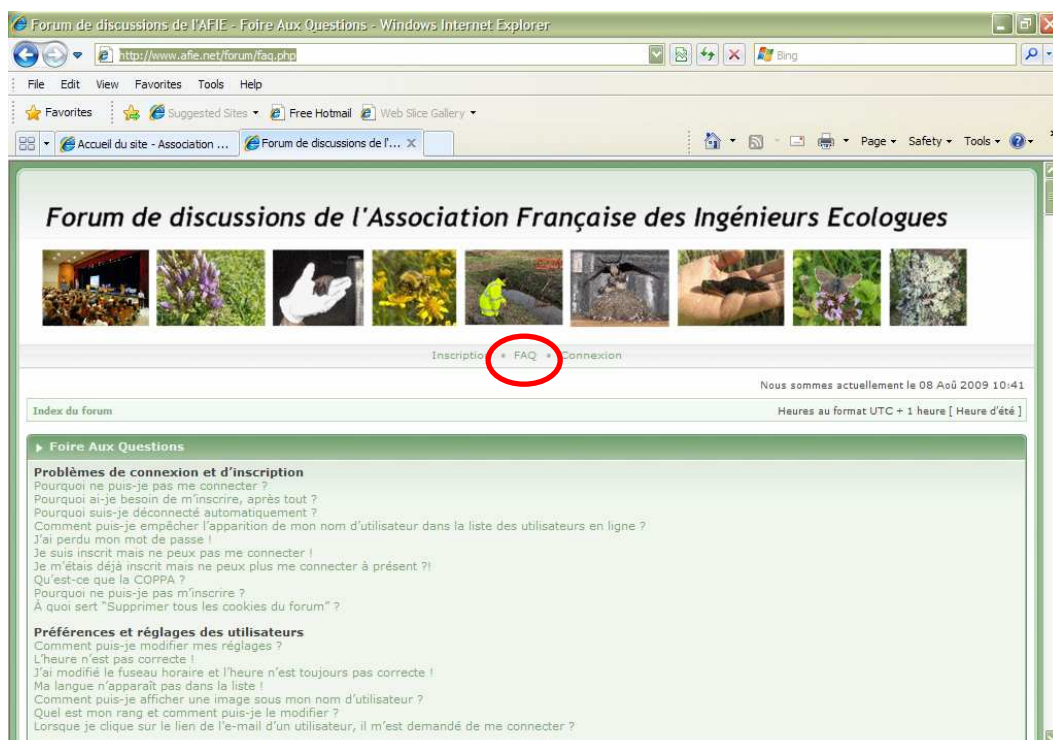 Forum de discussions de l'AFIE - Foire Aux Questions - Windows Internet Explorer
http://www.afie.net/forum/faq.php
Bing
File Edit View Favorites Tools Help
Favorites Suggested Sites Free Hotmail Web Slice Gallery
Accueil du site - Association ... Forum de discussions de l'... X Page Safety Tools
Forum de discussions de l'Association Française des Ingénieurs Ecologues
Inscription • FAQ • Connexion
Nous sommes actuellement le 08 Aoû 2009 10:41
Index du forum Heures au format UTC + 1 heure [ Heure d'été ]
Foire Aux Questions
Problèmes de connexion et d'inscription
Pourquoi ne puis-je pas me connecter ?
Pourquoi ai-je besoin de m'inscrire, après tout ?
Pourquoi suis-je déconnecté automatiquement ?
Comment puis-je empêcher l'apparition de mon nom d'utilisateur dans la liste des utilisateurs en ligne ?
J'ai perdu mon mot de passe !
Je suis inscrit mais ne peux pas me connecter !
Je m'étais déjà inscrit mais ne peux plus me connecter à présent ?!
Qu'est-ce que la COPPA ?
Pourquoi ne puis-je pas m'inscrire ?
À quoi sert "Supprimer tous les cookies du forum" ?
Préférences et réglages des utilisateurs
Comment puis-je modifier mes réglages ?
L'heure n'est pas correcte !
J'ai modifié le fuseau horaire et l'heure n'est toujours pas correcte !
Ma langue n'apparaît pas dans la liste !
Comment puis-je afficher une image sous mon nom d'utilisateur ?
Quel est mon rang et comment puis-je le modifier ?
Lorsque je clique sur le lien de l'e-mail d'un utilisateur, il m'est demandé de me connecter ?